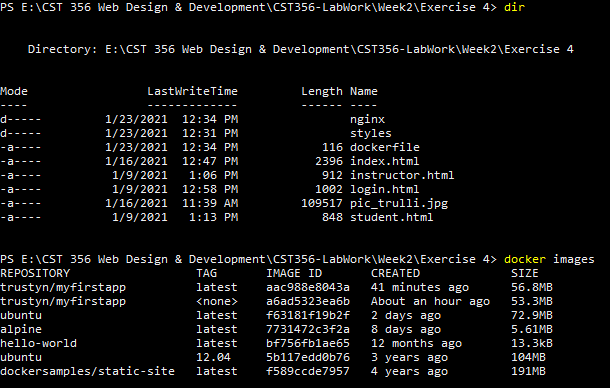 PS E:\CST 356 Web Design & Development\CST356-LabWork\Week2\Exercise 4> dir
Directory: E:\CST 356 Web Design & Development\CST356-LabWork\Week2\Exercise 4
Mode LastWriteTime Length Name
---- ------------- ------ ----
d----- 1/23/2021 12:34 PM nginx
d----- 1/23/2021 12:31 PM styles
-a---- 1/23/2021 12:34 PM 116 dockerfile
-a---- 1/16/2021 12:47 PM 2396 index.html
-a---- 1/9/2021 1:06 PM 912 instructor.html
-a---- 1/9/2021 12:58 PM 1002 login.html
-a---- 1/16/2021 11:39 AM 109517 pic_trulli.jpg
-a---- 1/9/2021 1:13 PM 848 student.html
PS E:\CST 356 Web Design & Development\CST356-LabWork\Week2\Exercise 4> docker images
REPOSITORY TAG IMAGE ID CREATED SIZE
trustyn/myfirstapp latest aac988e8043a 41 minutes ago 56.8MB
trustyn/myfirstapp <none> a6ad5323ea6b About an hour ago 53.3MB
ubuntu latest f63181f19b2f 2 days ago 72.9MB
alpine latest 7731472c3f2a 8 days ago 5.61MB
hello-world latest bf756fb1ae65 12 months ago 13.3kB
ubuntu 12.04 5b117edd0b76 3 years ago 104MB
dockersamples/static-site latest f589ccde7957 4 years ago 191MB